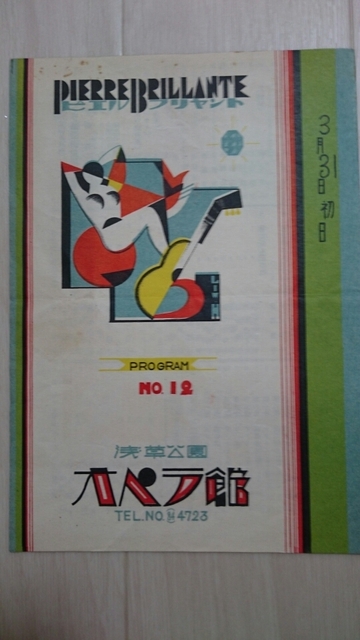 PIERRE BRILLANTE
ピエル ブリヤント
3月31日初日
PROGRAM
NO. 12
浅草公園
オペラ館
TEL. NO. 4723